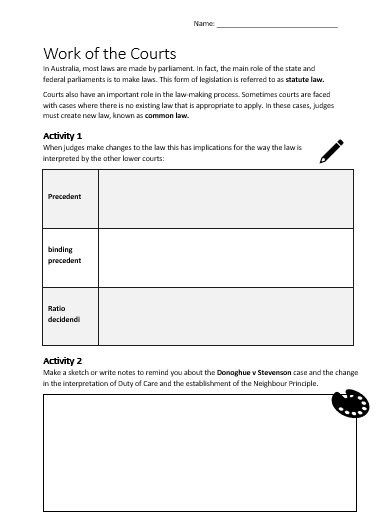 Name: ______________________________
Work of the Courts
In Australia, most laws are made by parliament. In fact, the main role of the state and
federal parliaments is to make laws. This form of legislation is referred to as statute law.
Courts also have an important role in the law-making process. Sometimes courts are faced
with cases where there is no existing law that is appropriate to apply. In these cases, judges
must create new law, known as common law.
Activity 1
When judges make changes to the law this has implications for the way the law is
interpreted by the other lower courts:
Precedent
binding
precedent
Ratio
decidendi
Activity 2
Make a sketch or write notes to remind you about the Donoghue v Stevenson case and the change
in the interpretation of Duty of Care and the establishment of the Neighbour Principle.